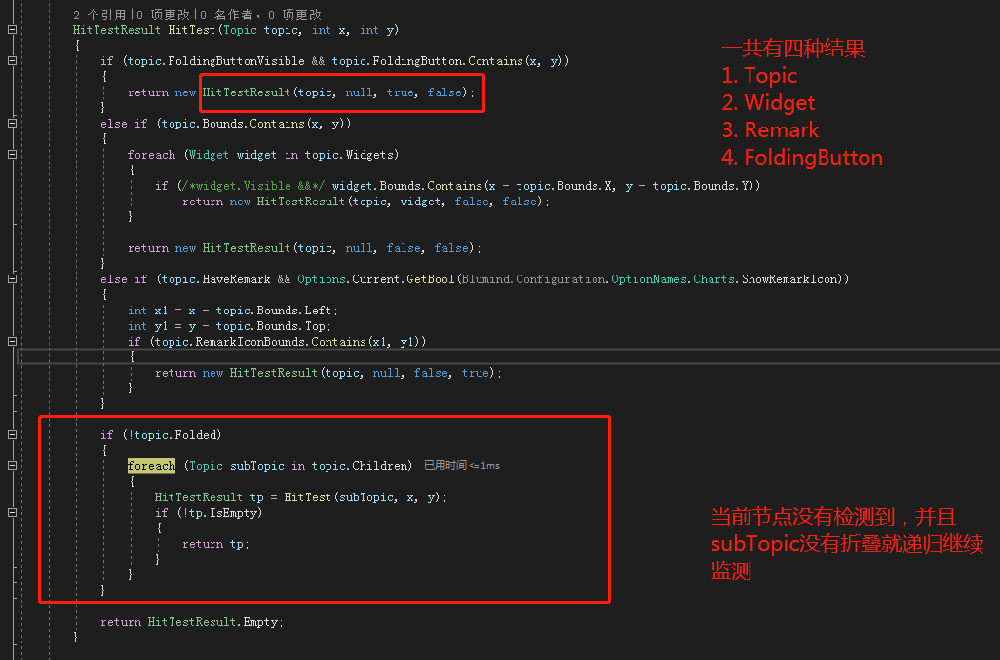 2 个引用|0 项更改|0 名作者，0 项更改
HitTestResult HitTest(Topic topic, int x, int y)
{
if (topic.FoldingButtonVisible && topic.FoldingButton.Contains(x, y))
{
return new HitTestResult(topic, null, true, false);
}
else if (topic.Bounds.Contains(x, y))
{
foreach (Widget widget in topic.Widgets)
{
if (/*widget.Visible &&*/ widget.Bounds.Contains(x - topic.Bounds.X, y - topic.Bounds.Y))
return new HitTestResult(topic, widget, false, false);
}
return new HitTestResult(topic, null, false, false);
}
else if (topic.HaveRemark && Options.Current.GetBool(Blumind.Configuration.OptionNames.Charts.ShowRemarkIcon))
{
int x1 = x - topic.Bounds.Left;
int y1 = y - topic.Bounds.Top;
if (topic.RemarkIconBounds.Contains(x1, y1))
{
return new HitTestResult(topic, null, false, true);
}
}
if (!topic.Folded)
{
foreach (Topic subTopic in topic.Children) 已用时间<=1ms
{
HitTestResult tp = HitTest(subTopic, x, y);
if (!tp.IsEmpty)
{
return tp;
}
}
}
return HitTestResult.Empty;
}
一共有四种结果
1. Topic
2. Widget
3. Remark
4. FoldingButton
当前节点没有检测到，并且
subTopic没有折叠就递归继续
监测